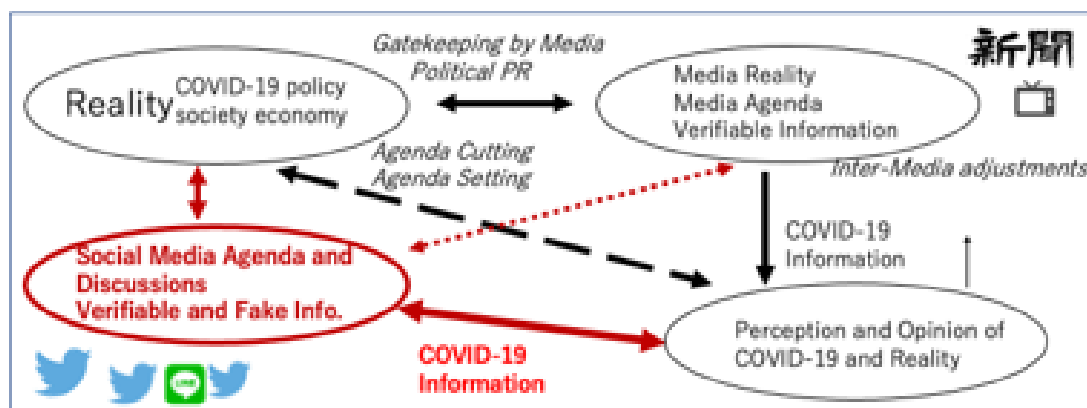 Gatekeeping by Media
Political PR
新聞
Reality
COVID-19 policy
society economy
Media Reality
Media Agenda
Verifiable Information
Agenda Cutting
Agenda Setting
Inter-Media adjustments
Social Media Agenda and
Discussions
Verifiable and Fake Info.
COVID-19
Information
Perception and Opinion of
COVID-19 and Reality
COVID-19
Information
LINE